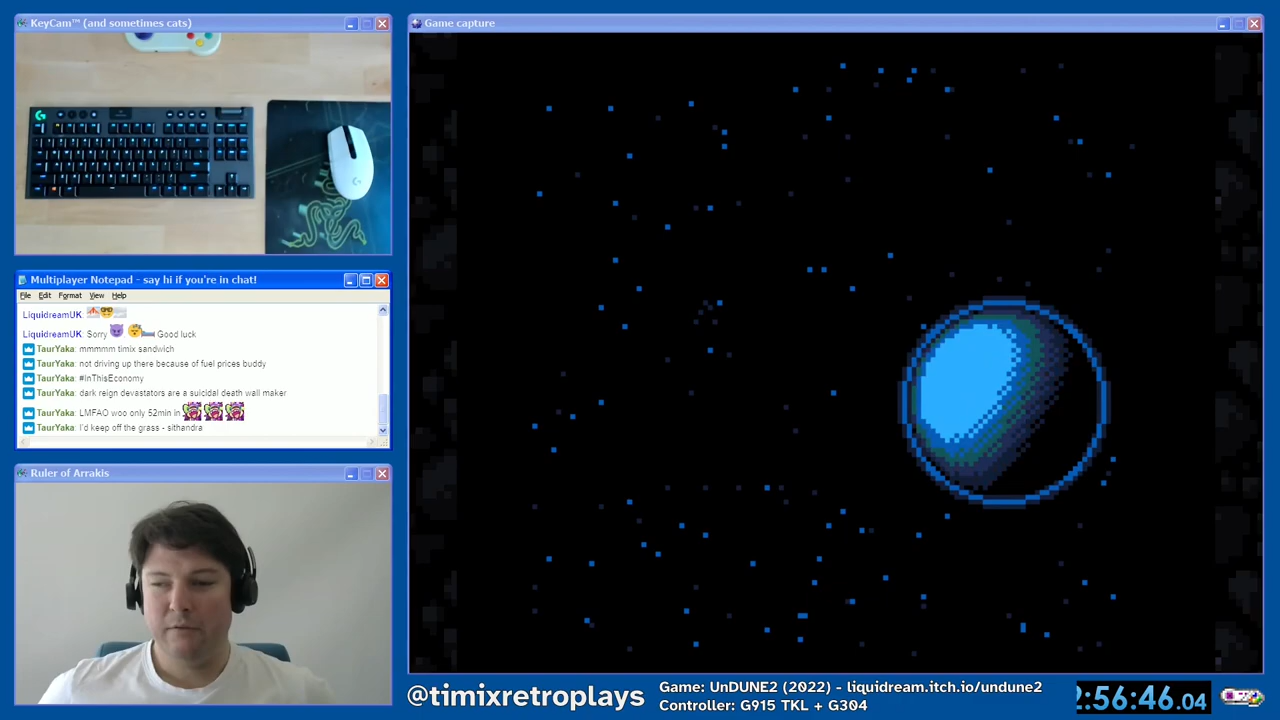 KeyCam™ (and sometimes cats)
Game capture
Multiplayer Notepad - say hi if you're in chat!
File Edit Format View Help
LiquidreamUK:
LiquidreamUK: Sorry Good luck
TaurYaka: mmmmm timix sandwich
TaurYaka: not driving up there because of fuel prices buddy
TaurYaka: #InThisEconomy
TaurYaka: dark reign devastators are a suicidal death wall maker
TaurYaka: LMFAO woo only 52min in
TaurYaka: I'd keep off the grass - sithandra
Ruler of Arrakis
@timixretroplays
Game: UnDUNE2 (2022) - liquidream.itch.io/undune2
Controller: G915 TKL + G304
2:56:46.04